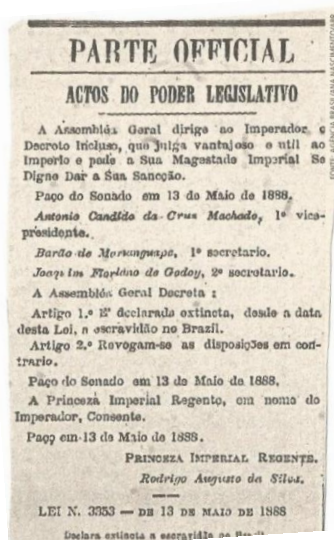 PARTE OFFICIAL
ACTOS DO PODER LEGISLATIVO
A Assembléa Geral dirige ao Imperador o
Decreto incluso, que julga vantajoso e util ao
Imperio e pede a Sua Magestade Imperial Se
Digne Dar a Sua Sancção.
Paço do Senado em 13 de Maio de 1888.
Antonio Candido da Crus Machado, 1º vice-
presidente.
Barão de Mamanguape, 1º secretario.
Joaquim Floriano de Godoy, 2º secretario.
A Assembléa Geral Decreta :
Artigo 1.º E' declarada extincta, desde a data
desta Lei, a escravidão no Brazil.
Artigo 2.º Revogam-se as disposições em con-
trario.
Paço do Senado em 13 de Maio de 1888.
A Princeza Imperial Regente, em nome do
Imperador, Consente.
Paço em 13 de Maio de 1888.
PRINCEZA IMPERIAL REGENTE.
Rodrigo Augusto da Silva.
LEI N. 3353 — DE 13 DE MAIO DE 1888
Declara extincta a escravidão no Brazil